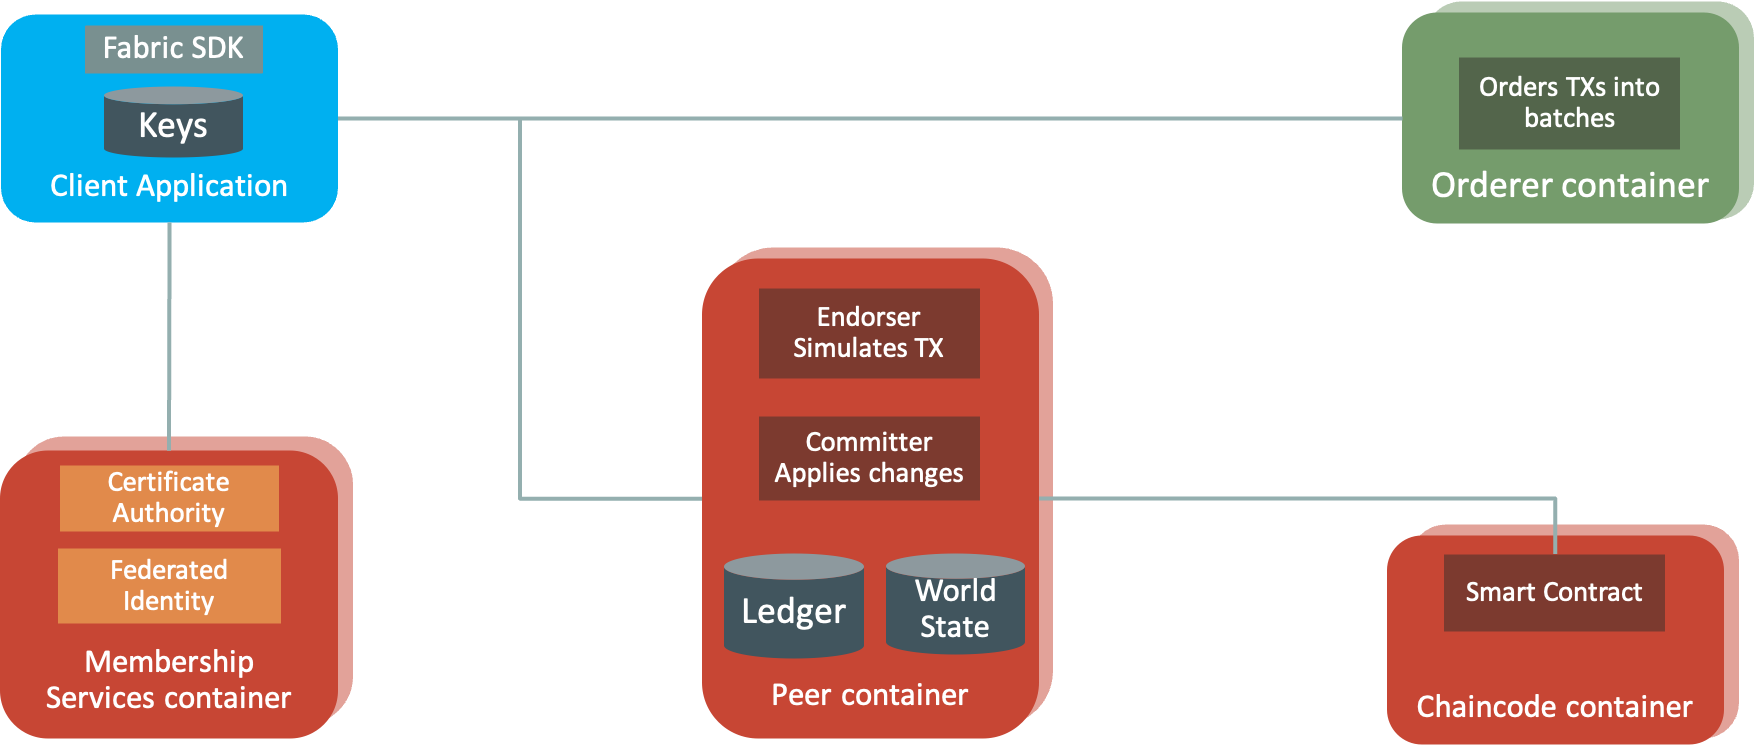 Fabric SDK
Keys
Client Application
Orders TXs into
batches
Orderer container
Endorser
Simulates TX
Committer
Applies changes
Ledger
World
State
Peer container
Certificate
Authority
Federated
Identity
Membership
Services container
Smart Contract
Chaincode container